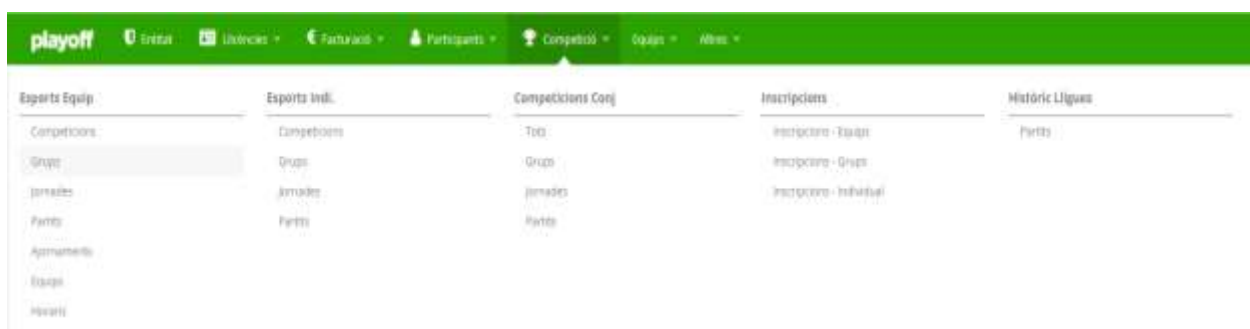 playoff Entitat Llicències Facturació Participants Competició Equips Altres
Esports Equip
Competicions
Grups
Jornades
Partits
Ajornaments
Equips
Horaris
Esports Indi.
Competicions
Grups
Jornades
Partits
Competicions Conj
Tots
Grups
Jornades
Partits
Inscripcions
Inscripcions - Equips
Inscripcions - Grups
Inscripcions - Individual
Històric Lligues
Partits